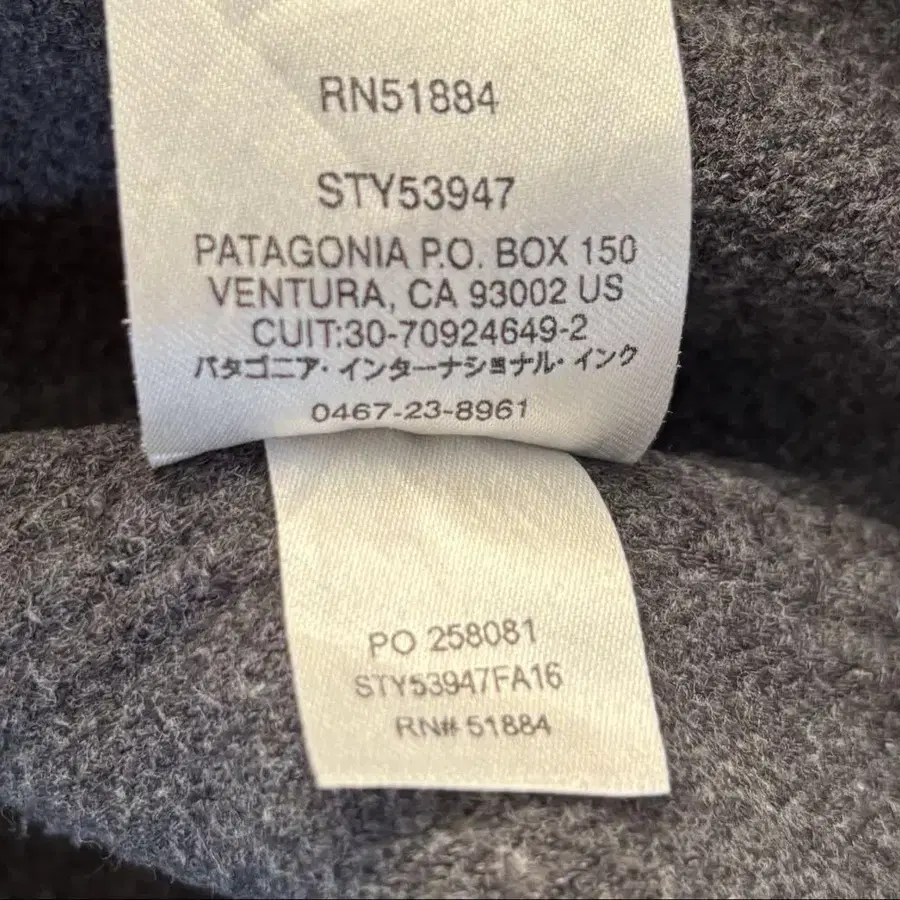 RN51884
STY53947
PATAGONIA P.O. BOX 150
VENTURA, CA 93002 US
CUIT:30-70924649-2
パタゴニア・インターナショナル・インク
0467-23-8961
PO 258081
STY53947FA16
RN# 51884